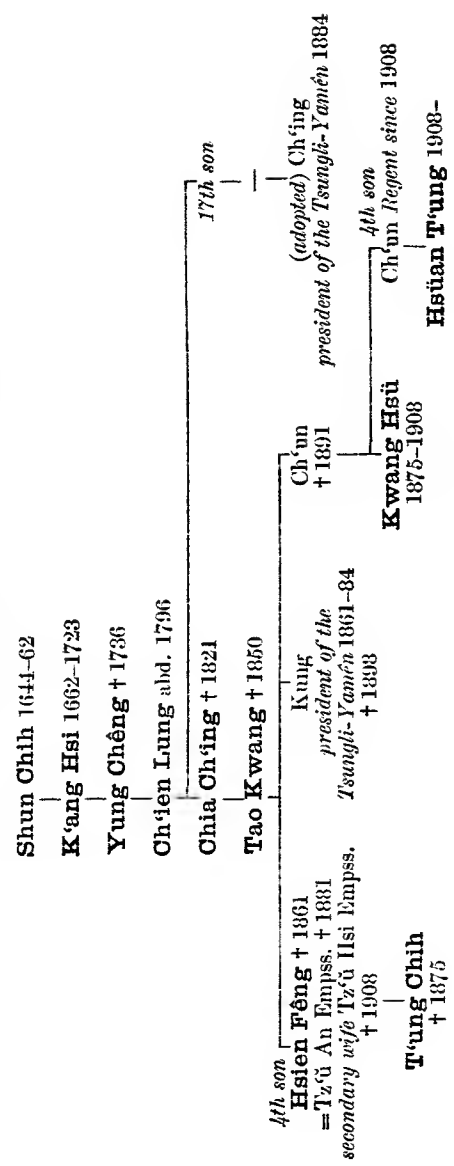 Shun Chih 1644–62
K‘ang Hsi 1662–1723
Yung Chêng † 1736
Ch‘ien Lung abd. 1796
Chia Ch‘ing † 1821
17th son
Tao Kwang † 1850
(adopted) Ch‘ing
president of the Tsungli-Yamên 1884
4th son
Hsien Fêng † 1861
=Tz‘ŭ An Empss. † 1881
secondary wife Tz‘ŭ Hsi Empss.
† 1908
Kung
president of the
Tsungli-Yamên 1861–84
† 1898
Ch‘un
† 1891
T‘ung Chih
† 1875
Kwang Hsü
1875–1908
4th son
Ch‘un Regent since 1908
Hsüan T‘ung 1908–